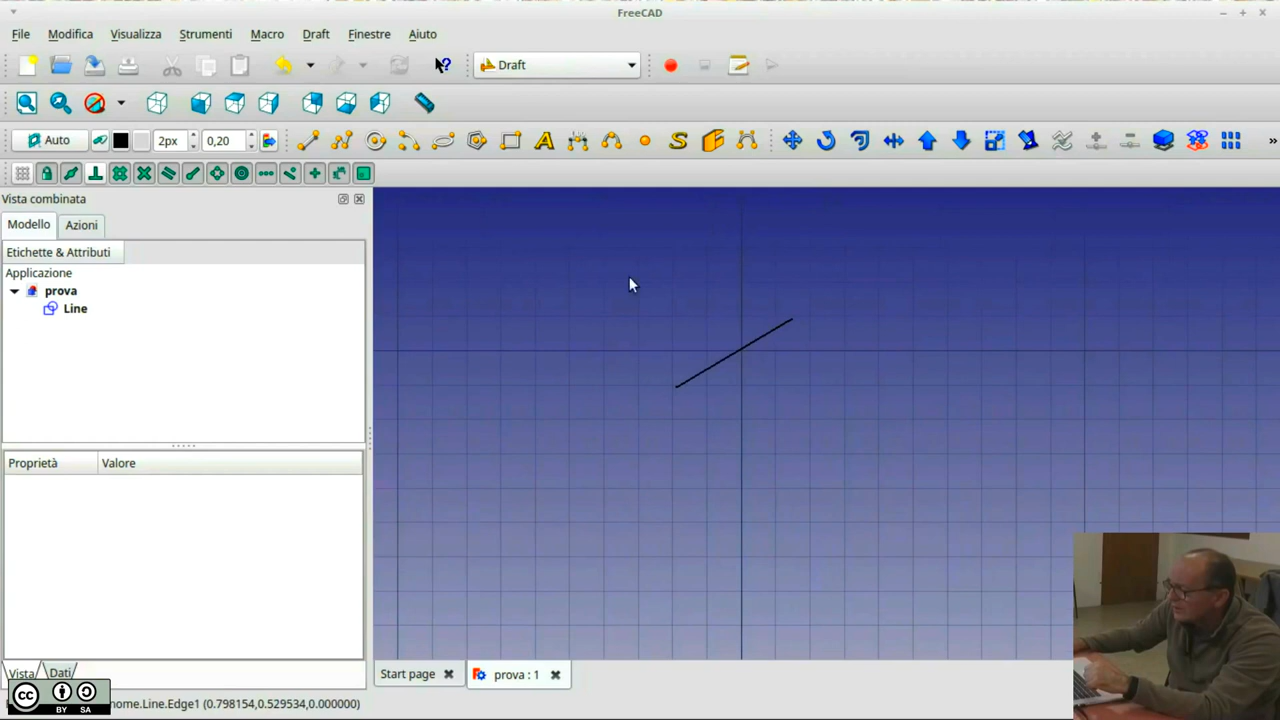 FreeCAD
File Modifica Visualizza Strumenti Macro Draft Finestre Aiuto
Draft
Auto 2px 0,20 A S »
Vista combinata
Modello Azioni
Etichette & Attributi
Applicazione
prova
Line
Proprietà Valore
Vista Dati
Start page prova : 1
cc BY SA
nome.Line.Edge1 (0.798154,0.529534,0.000000)